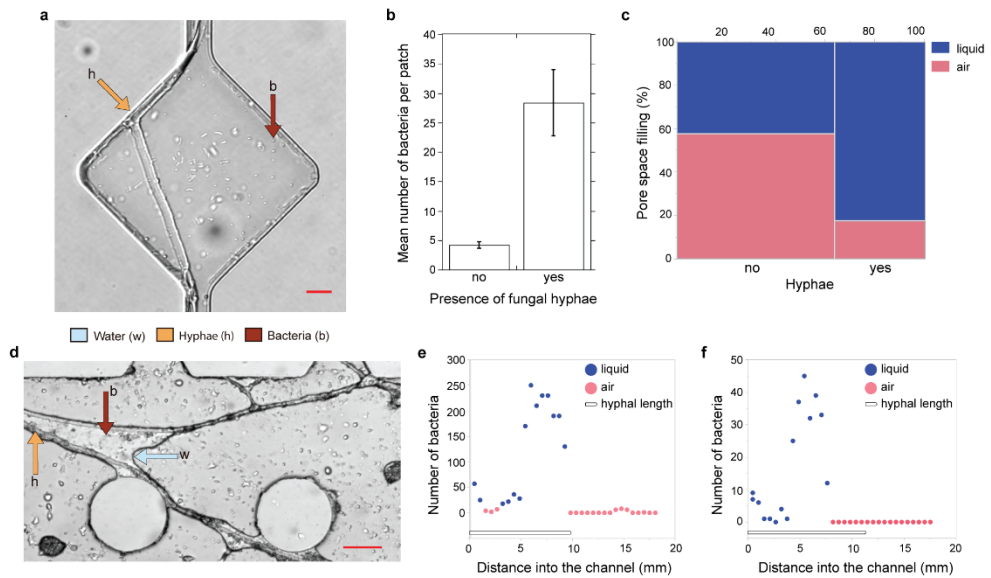 a
h
b
b
Mean number of bacteria per patch
40
35
30
25
20
15
10
5
0
no
yes
Presence of fungal hyphae
c
20
40
60
80
100
Pore space filling (%)
100
80
60
40
20
0
no
yes
Hyphae
liquid
air
Water (w)
Hyphae (h)
Bacteria (b)
d
b
w
h
e
Number of bacteria
300
250
200
150
100
50
0
liquid
air
hyphal length
0
5
10
15
20
Distance into the channel (mm)
f
Number of bacteria
50
40
30
20
10
0
liquid
air
hyphal length
0
5
10
15
20
Distance into the channel (mm)